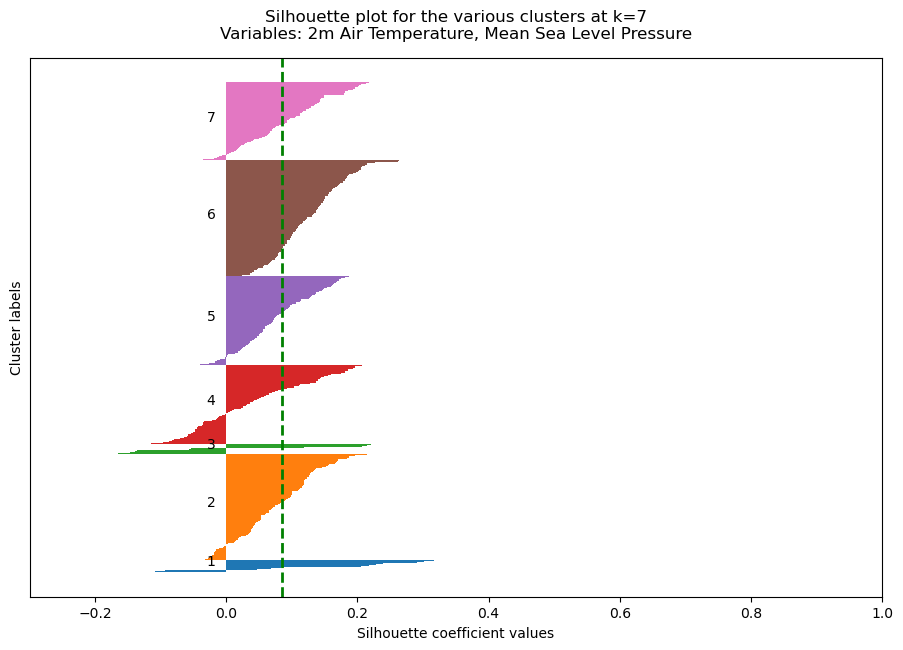 Silhouette plot for the various clusters at k=7
Variables: 2m Air Temperature, Mean Sea Level Pressure
7
6
5
4
3
2
1
Cluster labels
−0.2 0.0 0.2 0.4 0.6 0.8 1.0
Silhouette coefficient values